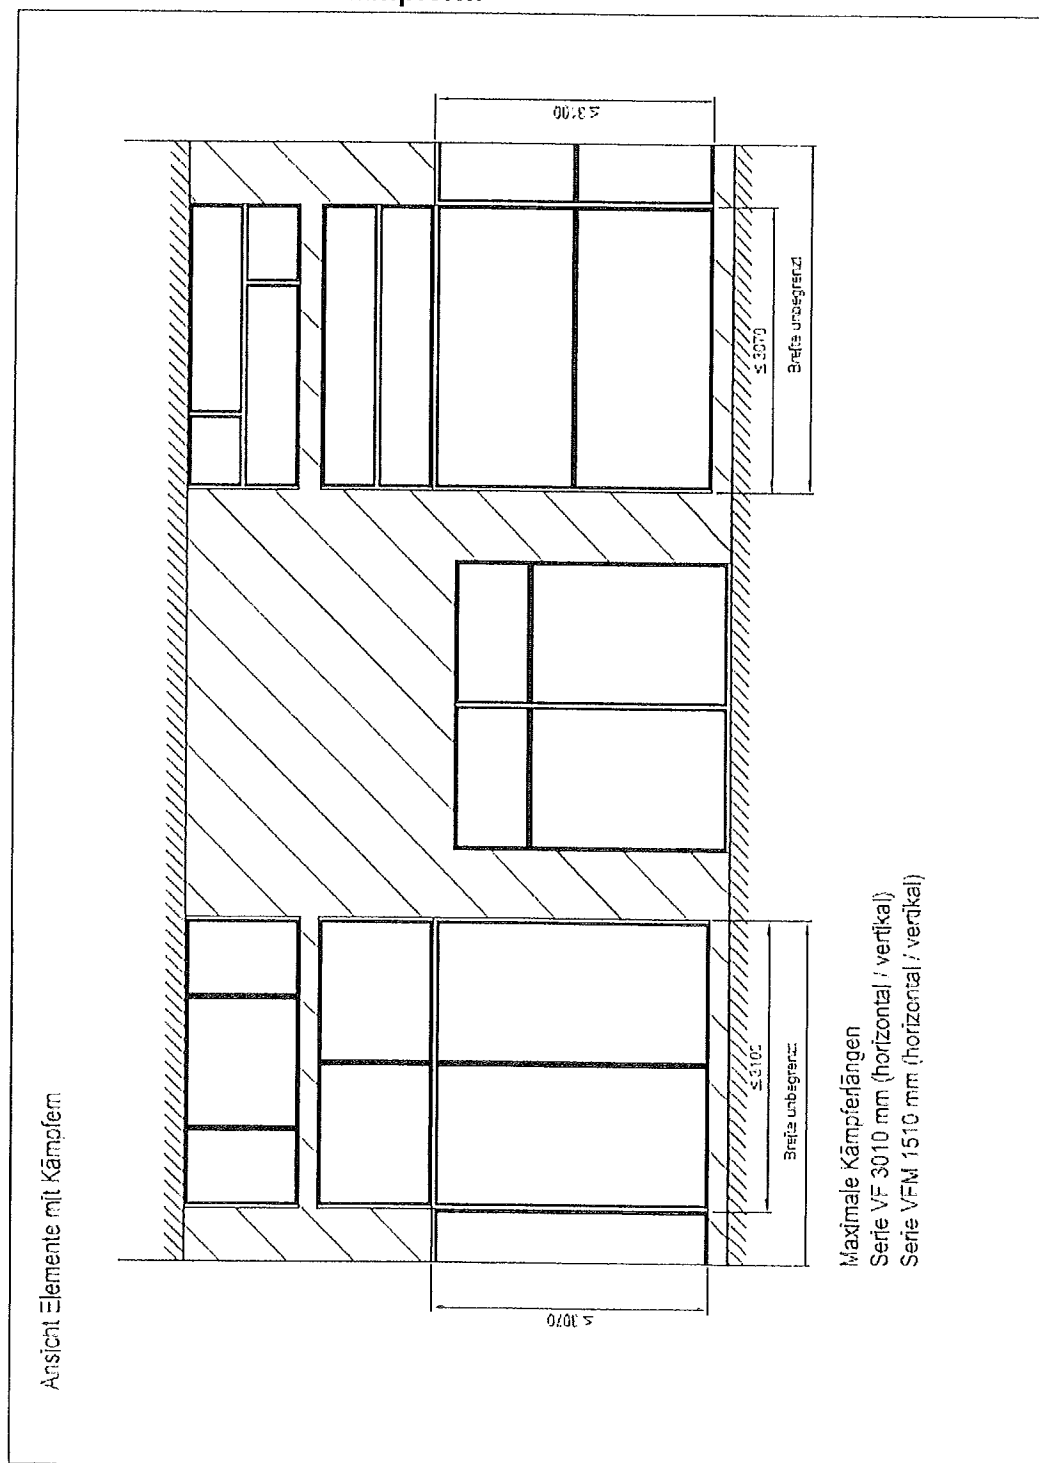 Ansicht Elemente mit Kämpfern
≤ 3070
≤ 3100
Breite unbegrenzt
≤ 3070
Breite unbegrenzt
≤ 3100
Maximale Kämpferlängen
Serie VF 3010 mm (horizontal / vertikal)
Serie VFM 1510 mm (horizontal / vertikal)